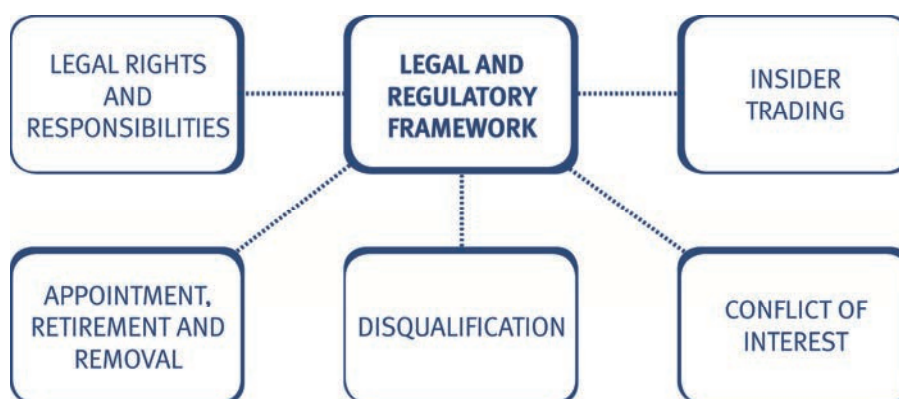 LEGAL RIGHTS
AND
RESPONSIBILITIES
LEGAL AND
REGULATORY
FRAMEWORK
INSIDER
TRADING
APPOINTMENT,
RETIREMENT AND
REMOVAL
DISQUALIFICATION
CONFLICT OF
INTEREST